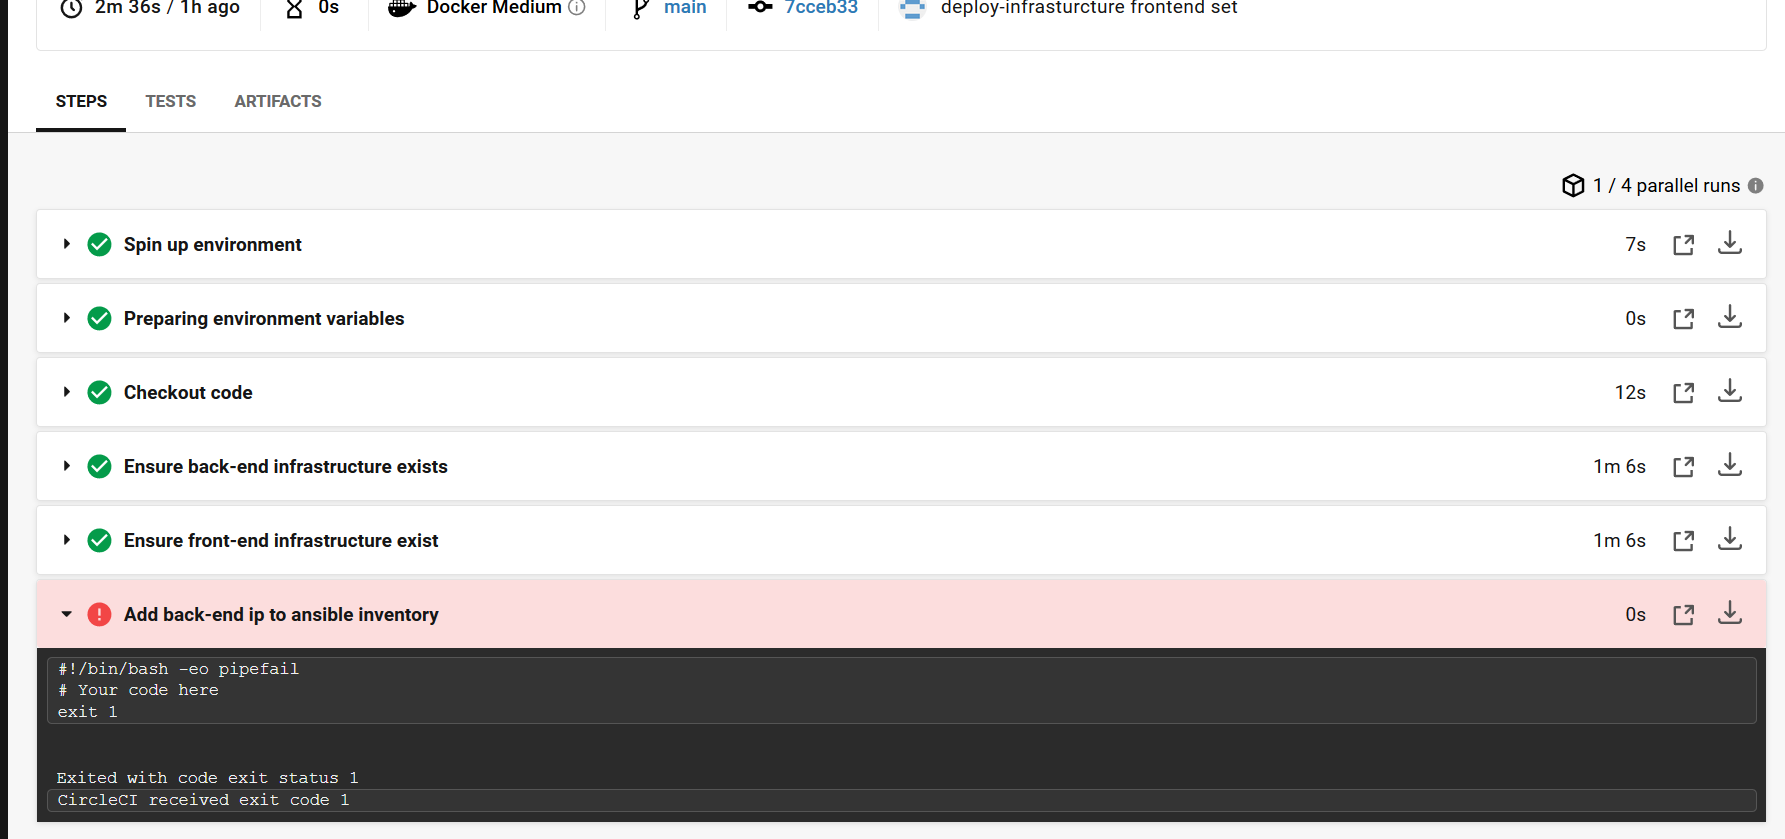 2m 36s / 1h ago 0s Docker Medium main 7cceb33 deploy-infrasturcture frontend set
STEPS TESTS ARTIFACTS
1 / 4 parallel runs
Spin up environment 7s
Preparing environment variables 0s
Checkout code 12s
Ensure back-end infrastructure exists 1m 6s
Ensure front-end infrastructure exist 1m 6s
Add back-end ip to ansible inventory 0s
#!/bin/bash -eo pipefail
# Your code here
exit 1
Exited with code exit status 1
CircleCI received exit code 1